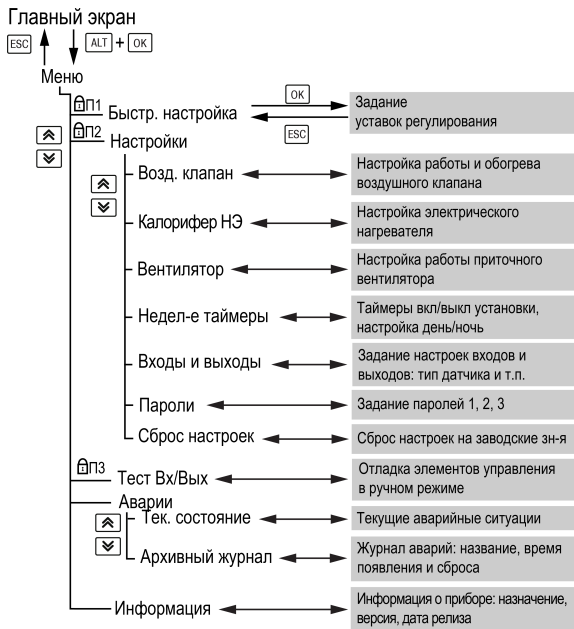 Главный экран
ESC ALT + OK
Меню
П1 Быстр. настройка OK ESC Задание
уставок регулирования
П2 Настройки
Возд. клапан Настройка работы и обогрева
воздушного клапана
Калорифер НЭ Настройка электрического
нагревателя
Вентилятор Настройка работы приточного
вентилятора
Недел-е таймеры Таймеры вкл/выкл установки,
настройка день/ночь
Входы и выходы Задание настроек входов и
выходов: тип датчика и т.п.
Пароли Задание паролей 1, 2, 3
Сброс настроек Сброс настроек на заводские зн-я
П3 Тест Вх/Вых Отладка элементов управления
в ручном режиме
Аварии
Тек. состояние Текущие аварийные ситуации
Архивный журнал Журнал аварий: название, время
появления и сброса
Информация Информация о приборе: назначение,
версия, дата релиза